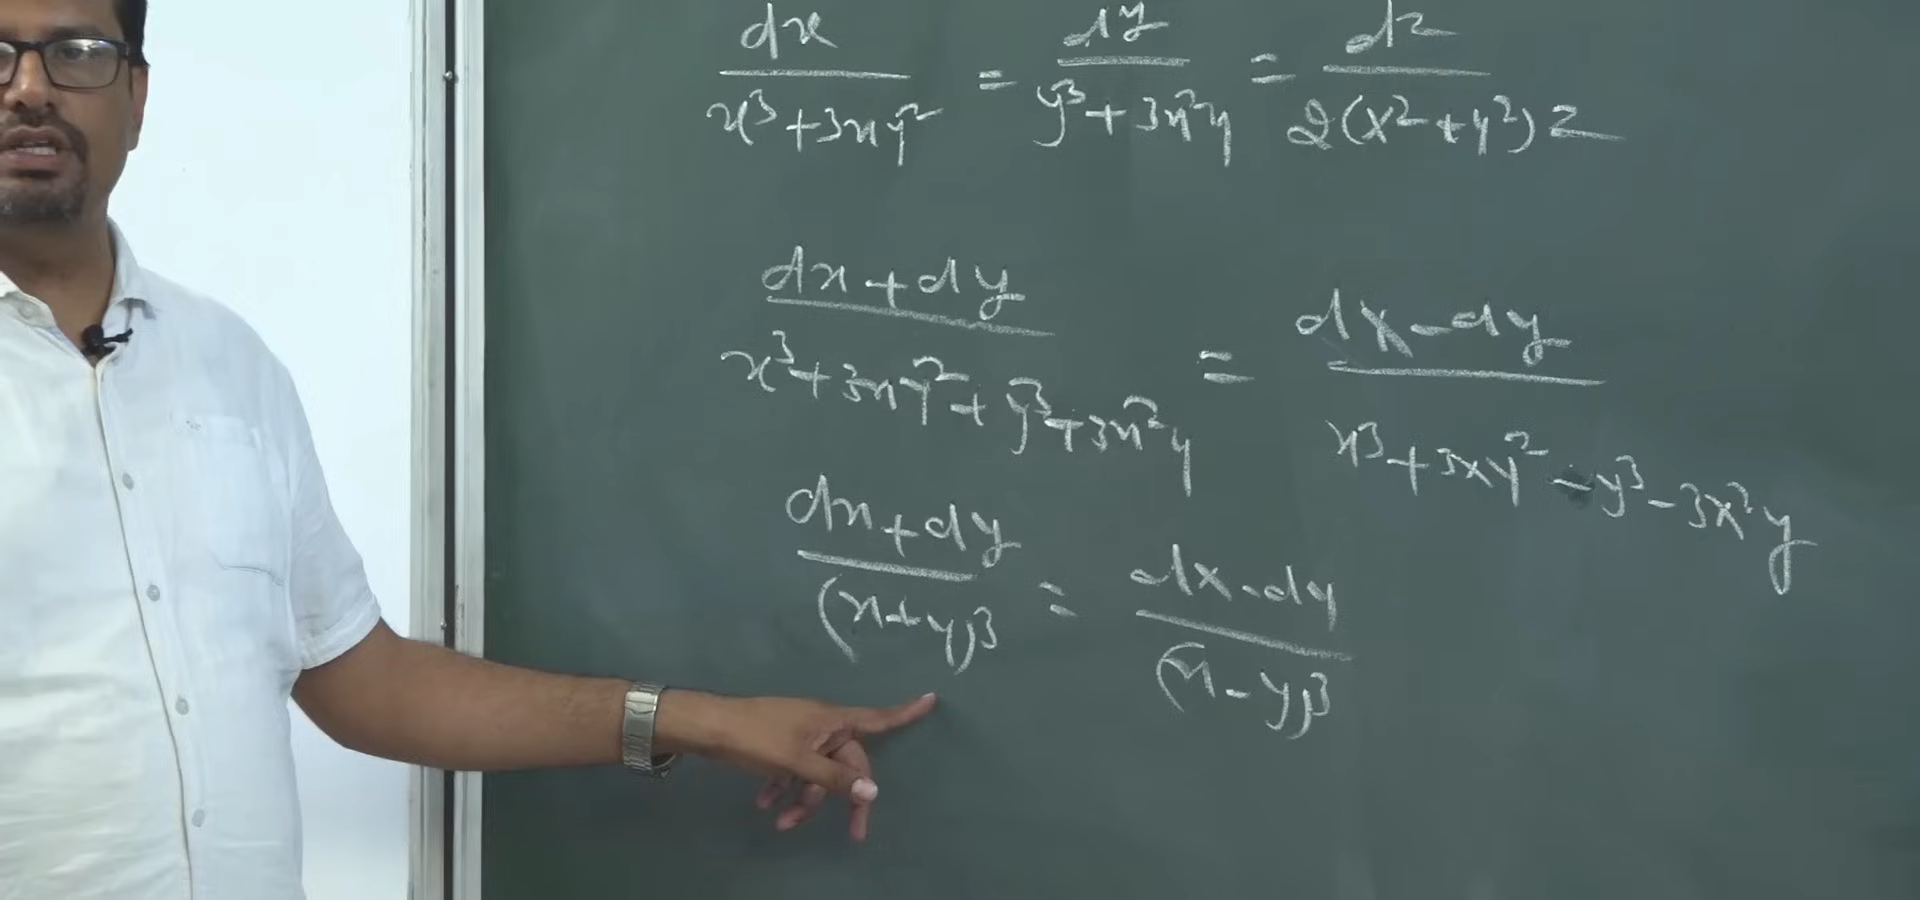 dx/(x³+3xy²) = dy/(y³+3x²y) = dz/(2(x²+y²)z)
(dx+dy)/(x³+3xy²+y³+3x²y) = (dx-dy)/(x³+3xy²-y³-3x²y)
(dx+dy)/(x+y)³ = (dx-dy)/(x-y)³